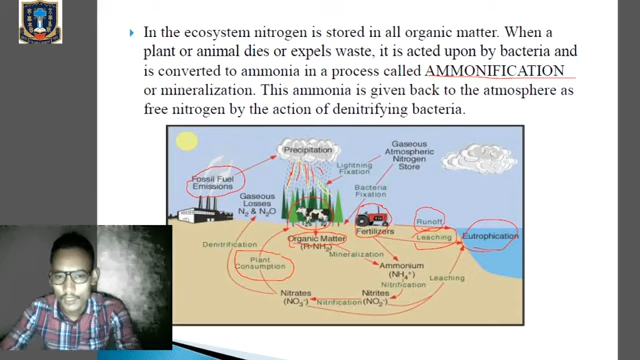 In the ecosystem nitrogen is stored in all organic matter. When a
plant or animal dies or expels waste, it is acted upon by bacteria and
is converted to ammonia in a process called AMMONIFICATION
or mineralization. This ammonia is given back to the atmosphere as
free nitrogen by the action of denitrifying bacteria.
Precipitation
Gaseous
Atmospheric
Nitrogen
Store
Lightning
Fixation
Fossil Fuel
Emissions
Gaseous
Losses
N2 & N2O
Bacteria
Fixation
Fertilizers
Runoff
Leaching
Eutrophication
Organic Matter
(R-NH2)
Denitrification
Plant
Consumption
Mineralization
Ammonium
(NH4+)
Nitrification
Leaching
Nitrates
(NO3-)
Nitrification
Nitrites
(NO2-)